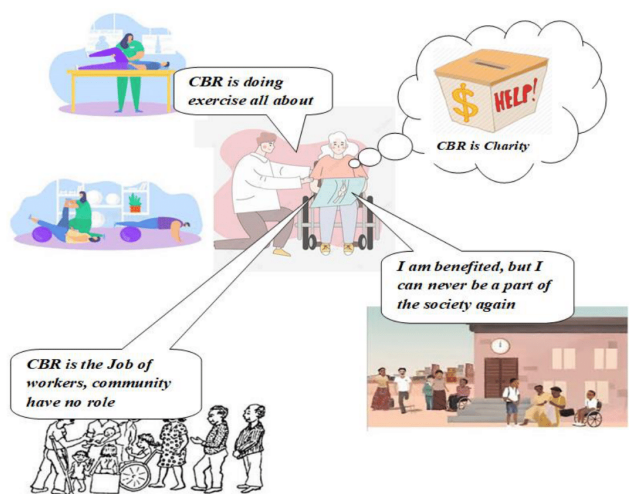 CBR is doing
exercise all about
$
HELP!
CBR is Charity
I am benefited, but I
can never be a part of
the society again
CBR is the Job of
workers, community
have no role